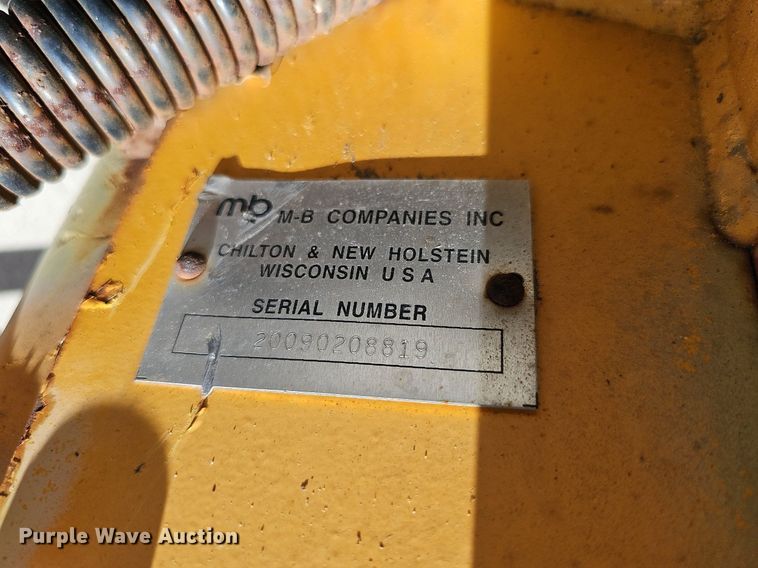 mb M-B COMPANIES INC
CHILTON & NEW HOLSTEIN
WISCONSIN U S A
SERIAL NUMBER
20090208819
Purple Wave Auction